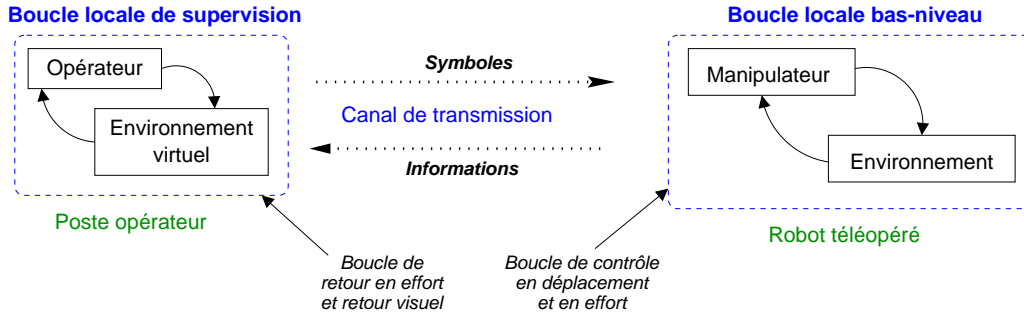 Boucle locale de supervision
Boucle locale bas-niveau
Opérateur
Environnement
virtuel
Symboles
Canal de transmission
Informations
Manipulateur
Environnement
Poste opérateur
Robot téléopéré
Boucle de
retour en effort
et retour visuel
Boucle de contrôle
en déplacement
et en effort